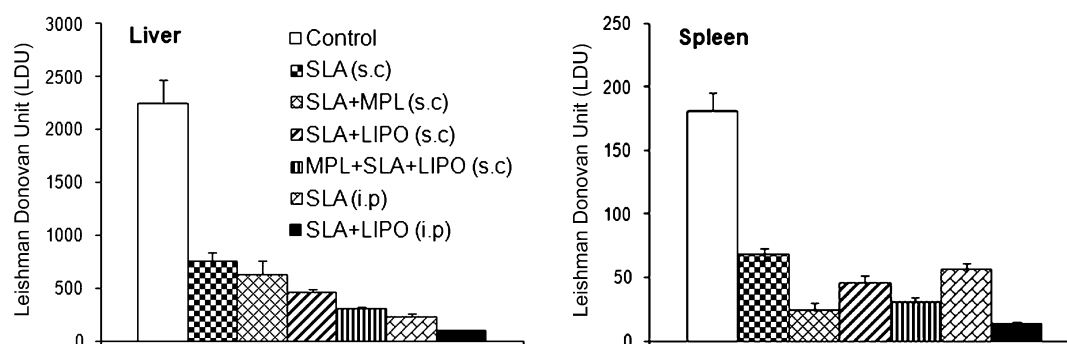 Leishman Donovan Unit (LDU)
3000
2500
2000
1500
1000
500
0
Liver
Control
SLA (s.c)
SLA+MPL (s.c)
SLA+LIPO (s.c)
MPL+SLA+LIPO (s.c)
SLA (i.p)
SLA+LIPO (i.p)
Leishman Donovan Unit (LDU)
250
200
150
100
50
0
Spleen